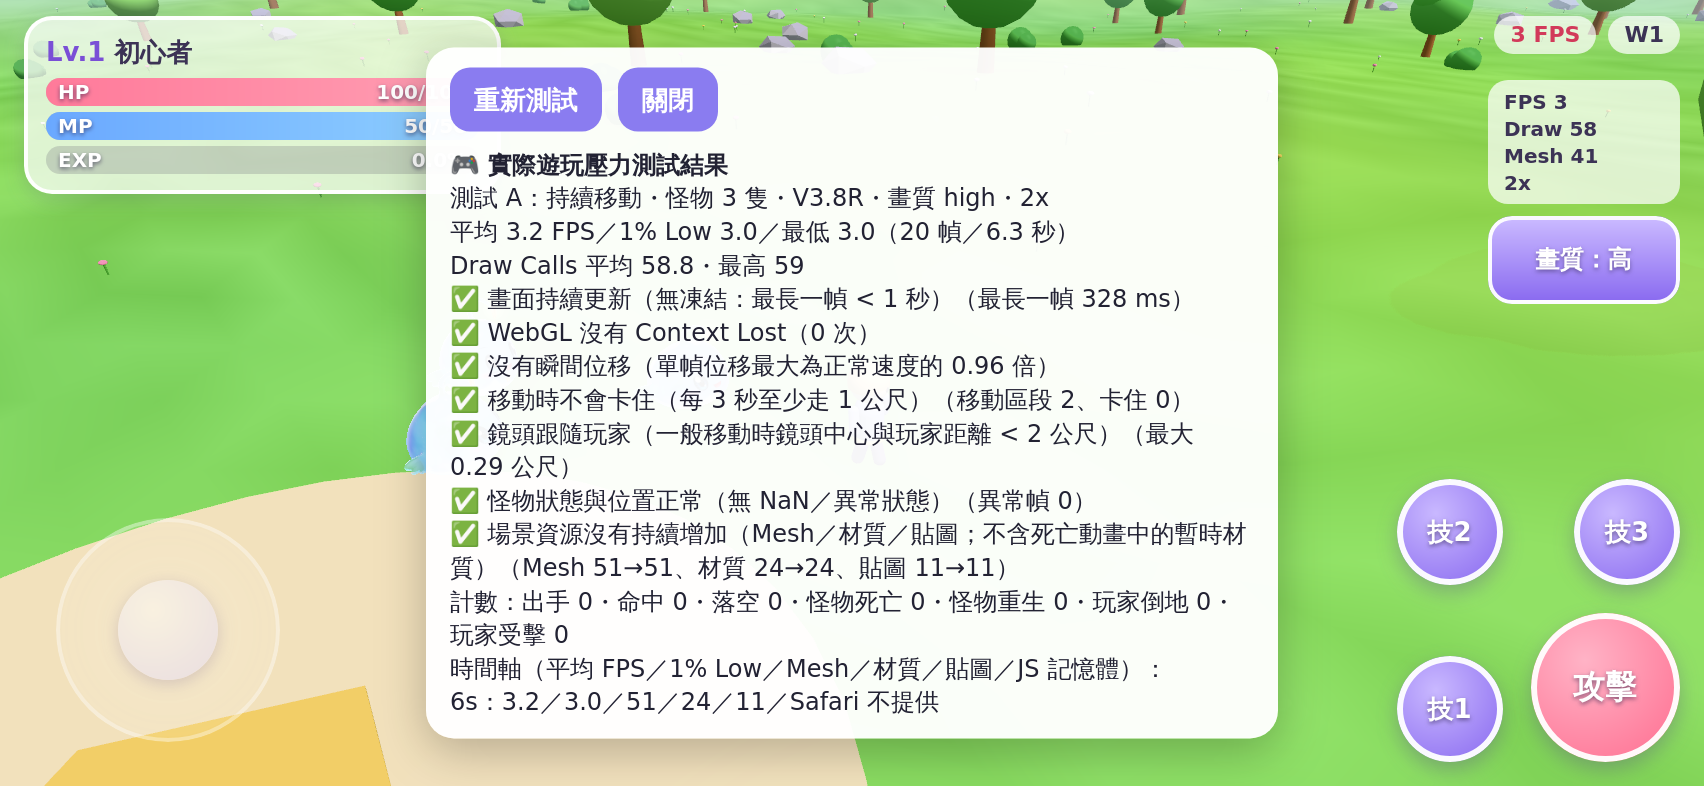 Lv.1 初心者
HP 100/
MP 50
EXP 0
3 FPS W1
FPS 3
Draw 58
Mesh 41
2x
畫質：高
重新測試 關閉
🎮 實際遊玩壓力測試結果
測試 A：持續移動・怪物 3 隻・V3.8R・畫質 high・2x
平均 3.2 FPS／1% Low 3.0／最低 3.0（20 幀／6.3 秒）
Draw Calls 平均 58.8・最高 59
✅ 畫面持續更新（無凍結：最長一幀 < 1 秒）（最長一幀 328 ms）
✅ WebGL 沒有 Context Lost（0 次）
✅ 沒有瞬間位移（單幀位移最大為正常速度的 0.96 倍）
✅ 移動時不會卡住（每 3 秒至少走 1 公尺）（移動區段 2、卡住 0）
✅ 鏡頭跟隨玩家（一般移動時鏡頭中心與玩家距離 < 2 公尺）（最大
0.29 公尺）
✅ 怪物狀態與位置正常（無 NaN／異常狀態）（異常幀 0）
✅ 場景資源沒有持續增加（Mesh／材質／貼圖；不含死亡動畫中的暫時材
質）（Mesh 51→51、材質 24→24、貼圖 11→11）
計數：出手 0・命中 0・落空 0・怪物死亡 0・怪物重生 0・玩家倒地 0・
玩家受擊 0
時間軸（平均 FPS／1% Low／Mesh／材質／貼圖／JS 記憶體）：
6s：3.2／3.0／51／24／11／Safari 不提供
技2
技3
技1
攻擊